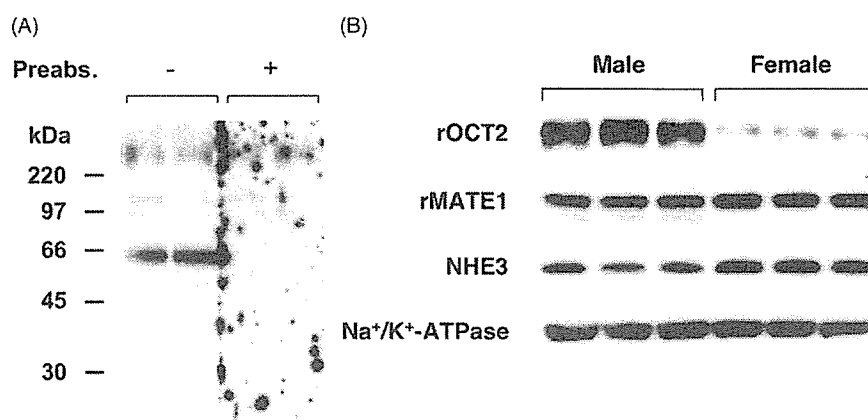 (A)
Preabs. - +
kDa
220
97
66
45
30
(B)
Male Female
rOCT2
rMATE1
NHE3
Na⁺/K⁺-ATPase